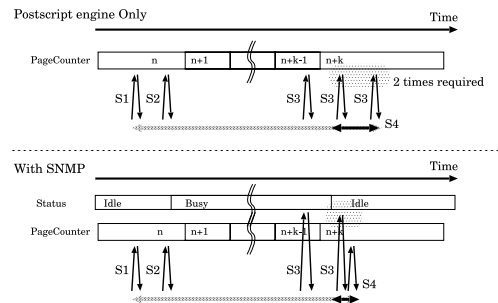 Postscript engine Only
Time
PageCounter n n+1 n+k-1 n+k
2 times required
S1 S2 S3 S3 S3
S4
With SNMP
Time
Status Idle Busy Idle
PageCounter n n+1 n+k-1 n+k
S1 S2 S3 S3 S4